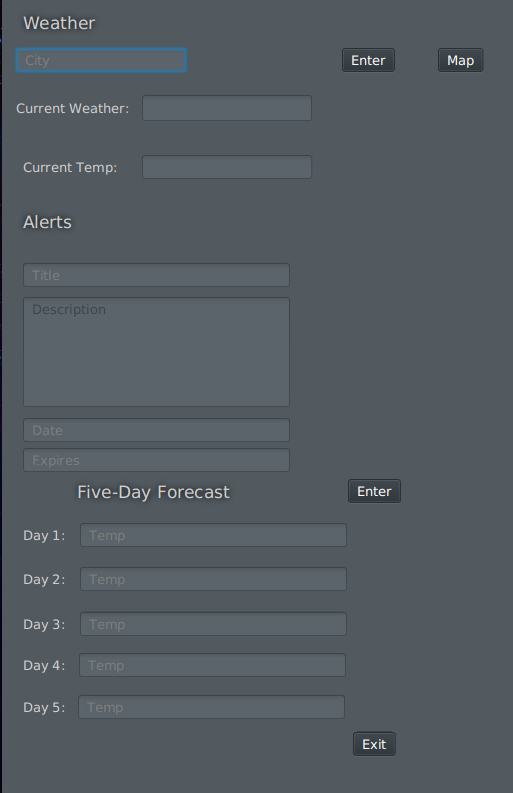 Weather
City Enter Map
Current Weather:
Current Temp:
Alerts
Title
Description
Date
Expires
Five-Day Forecast Enter
Day 1: Temp
Day 2: Temp
Day 3: Temp
Day 4: Temp
Day 5: Temp
Exit